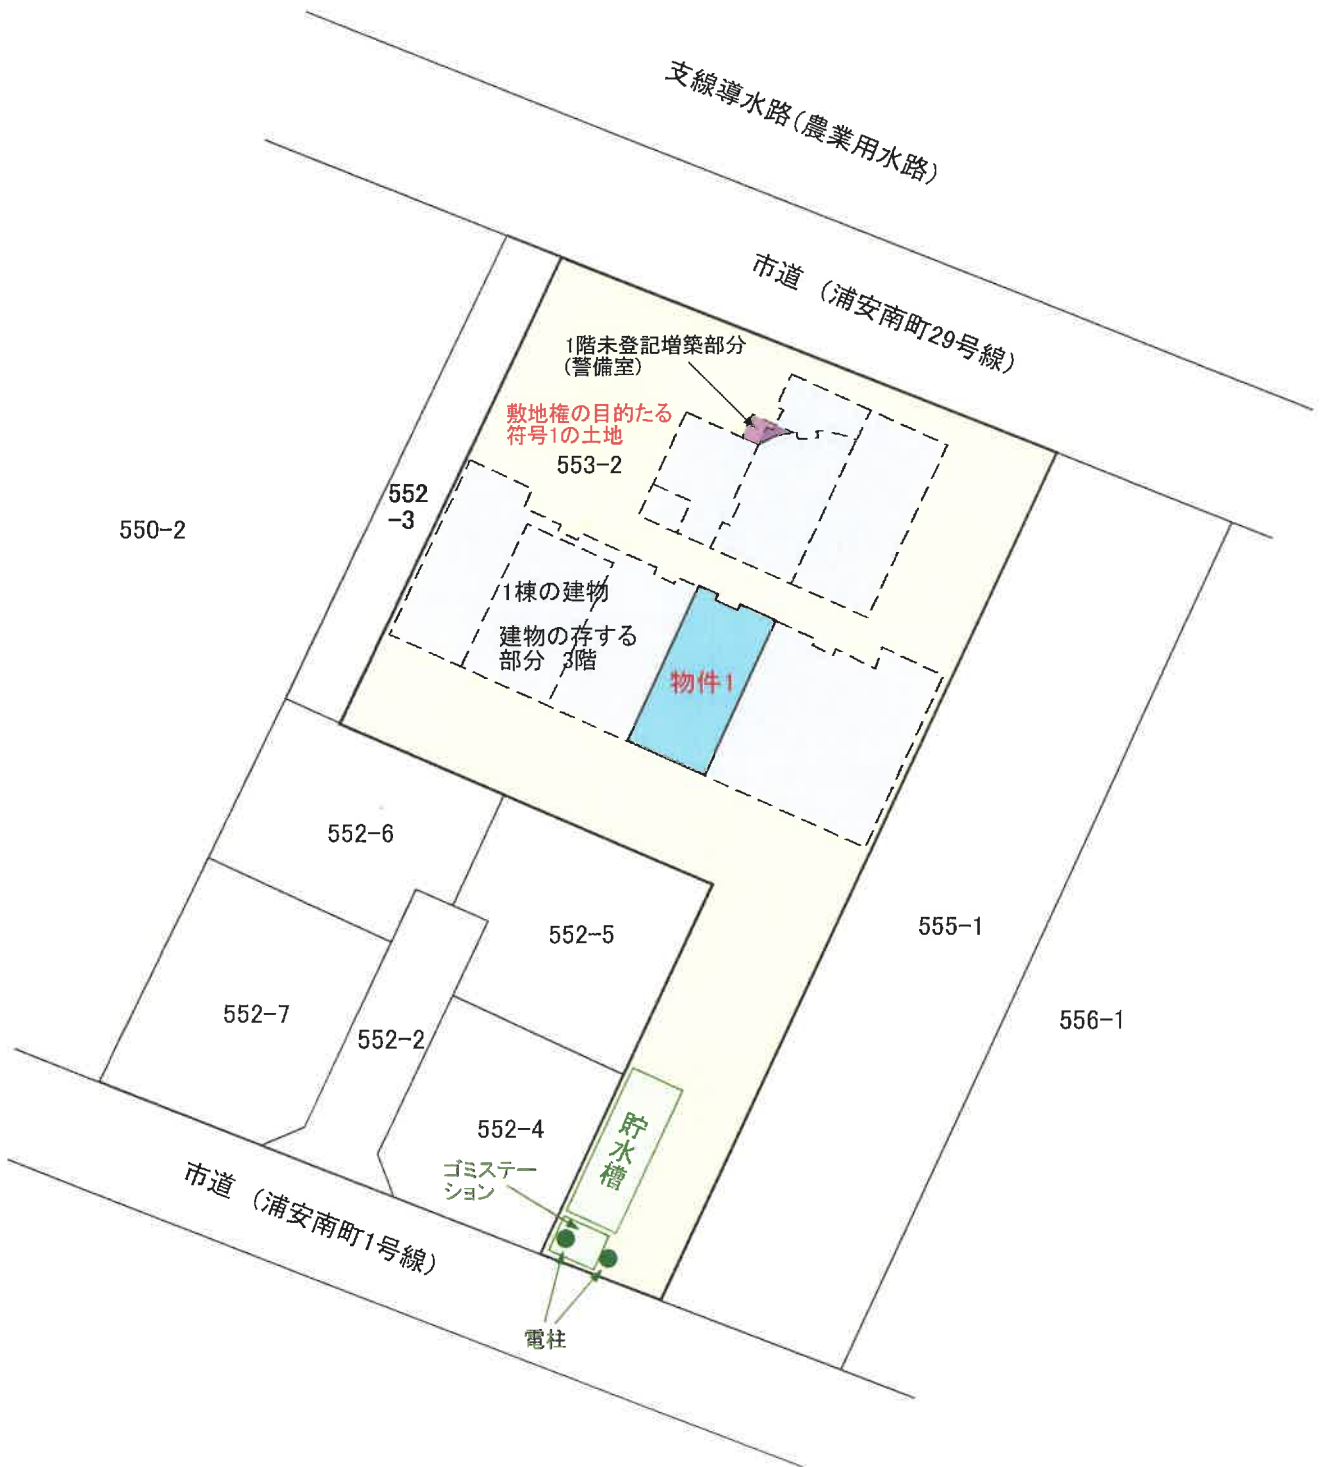 支線導水路(農業用水路)
市道 (浦安南町29号線)
1階未登記増築部分
(警備室)
敷地権の目的たる
符号1の土地
553-2
552
-3
550-2
1棟の建物
建物の存する
部分 3階
物件1
552-6
552-5
555-1
552-7
552-2
556-1
552-4
貯水槽
ゴミステー
ション
市道 (浦安南町1号線)
電柱